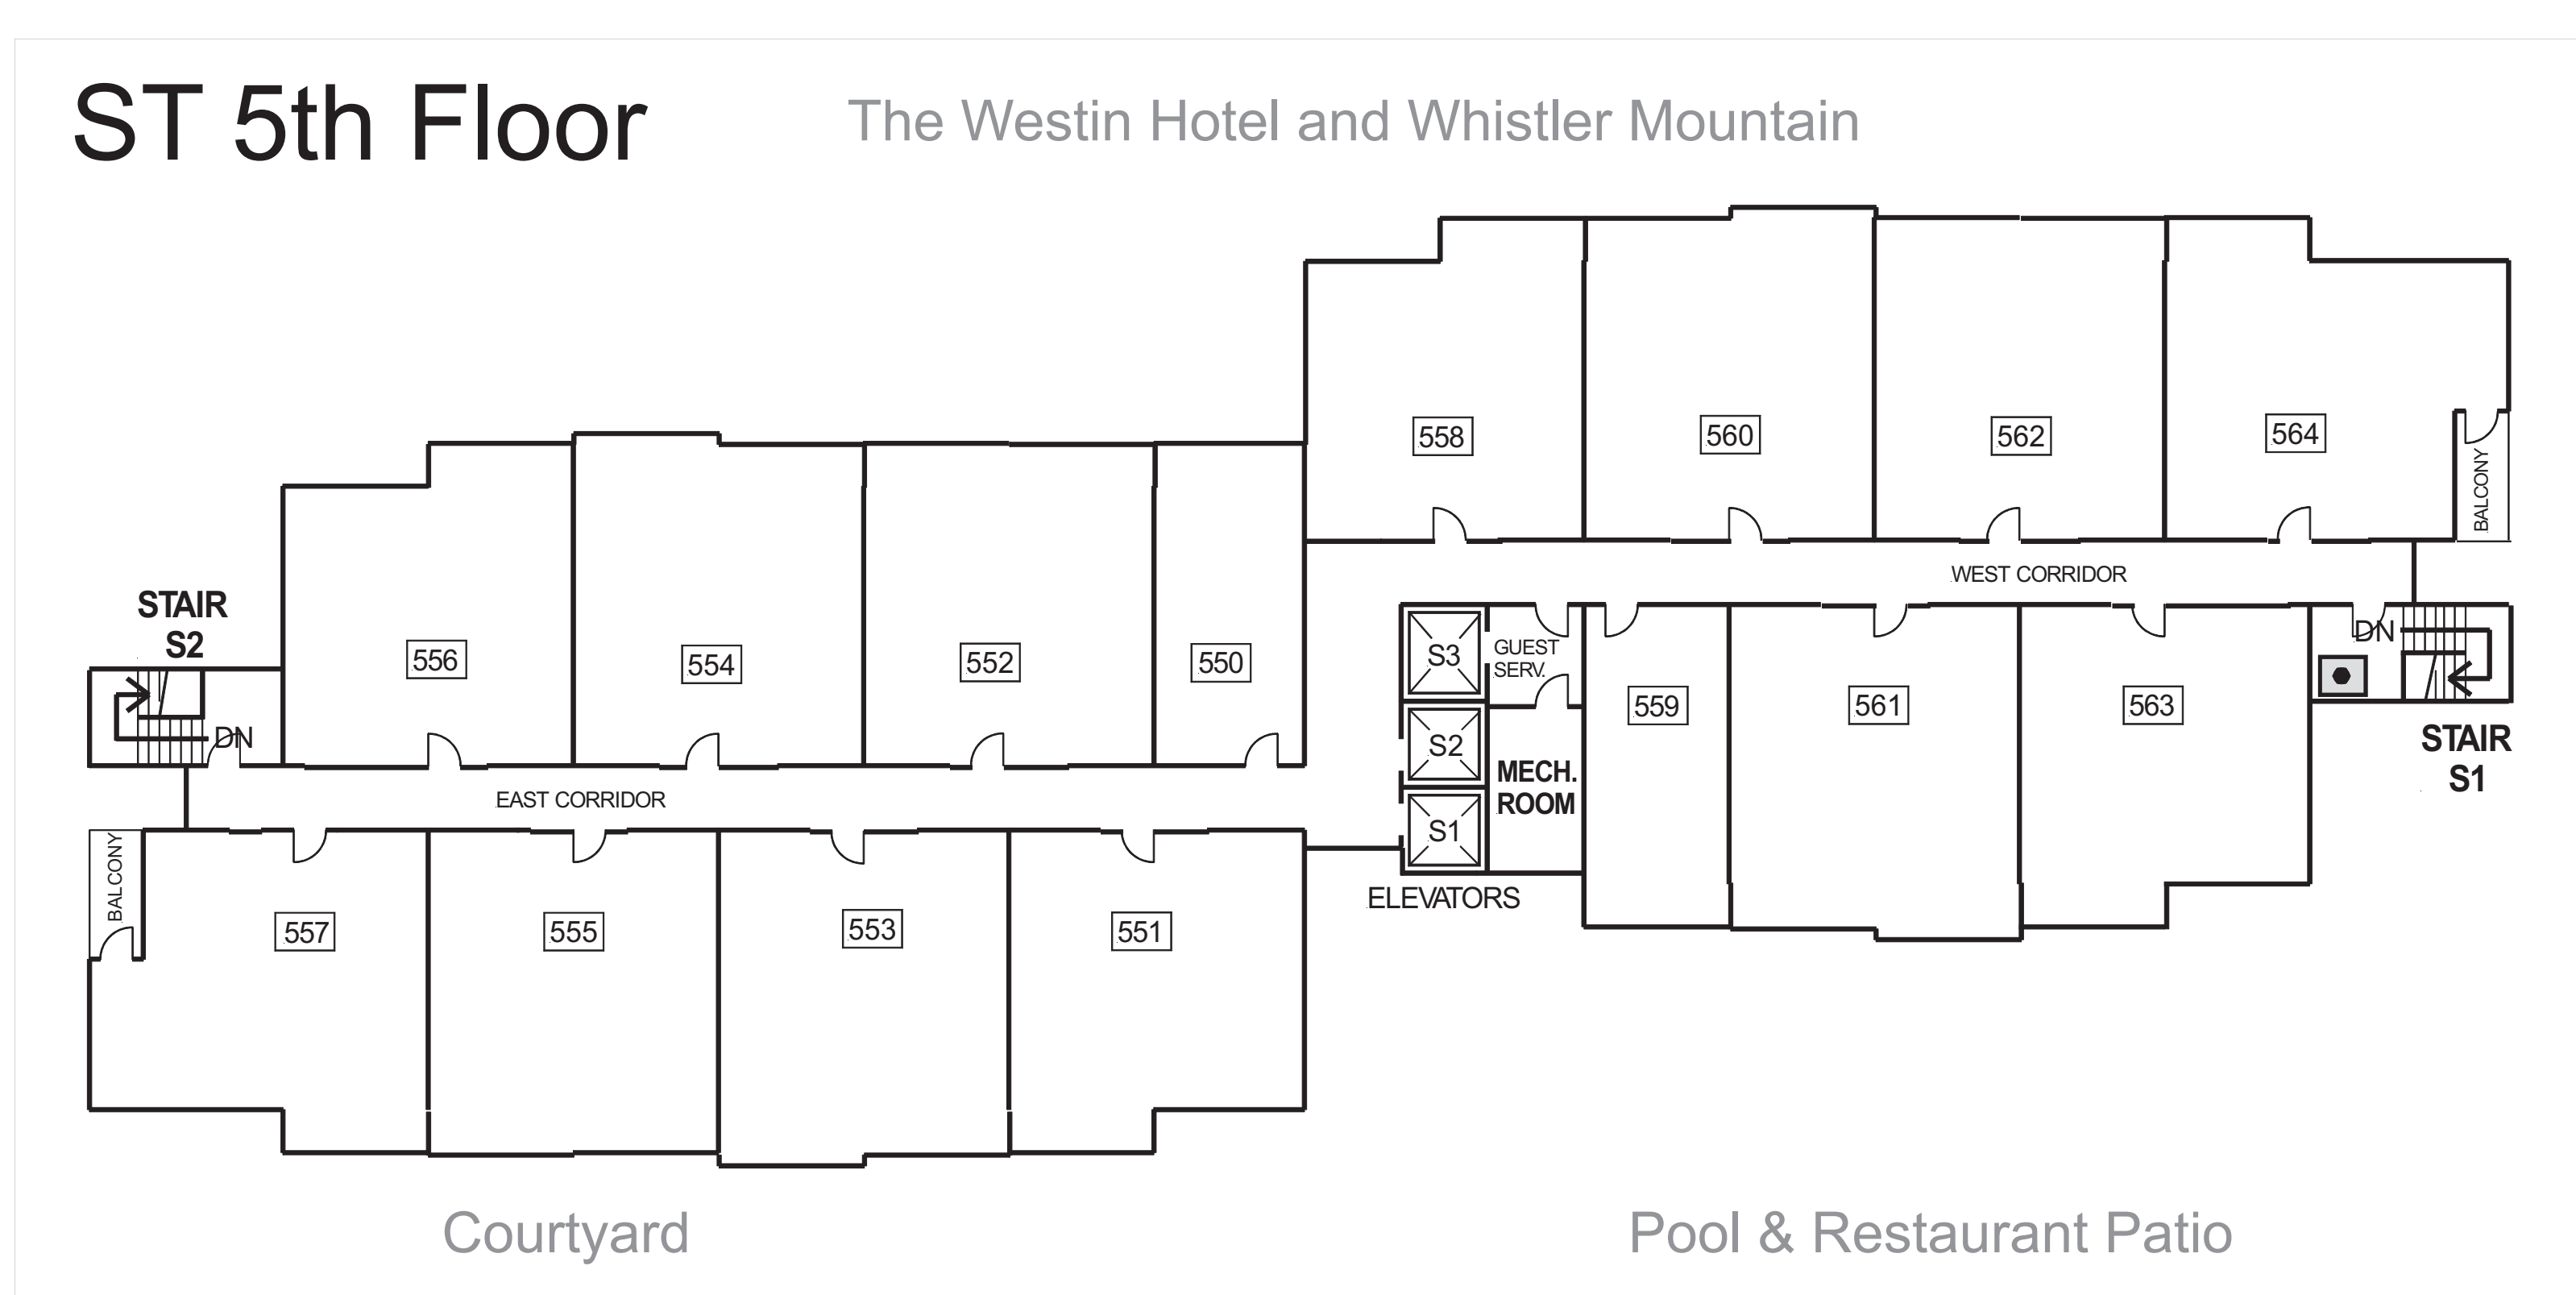 ST 5th Floor
The Westin Hotel and Whistler Mountain
558
560
562
564
BALCONY
WEST CORRIDOR
STAIR
S2
DN
556
554
552
550
S3
S2
S1
GUEST
SERV.
MECH.
ROOM
ELEVATORS
559
561
563
DN
STAIR
S1
EAST CORRIDOR
BALCONY
557
555
553
551
Courtyard
Pool & Restaurant Patio